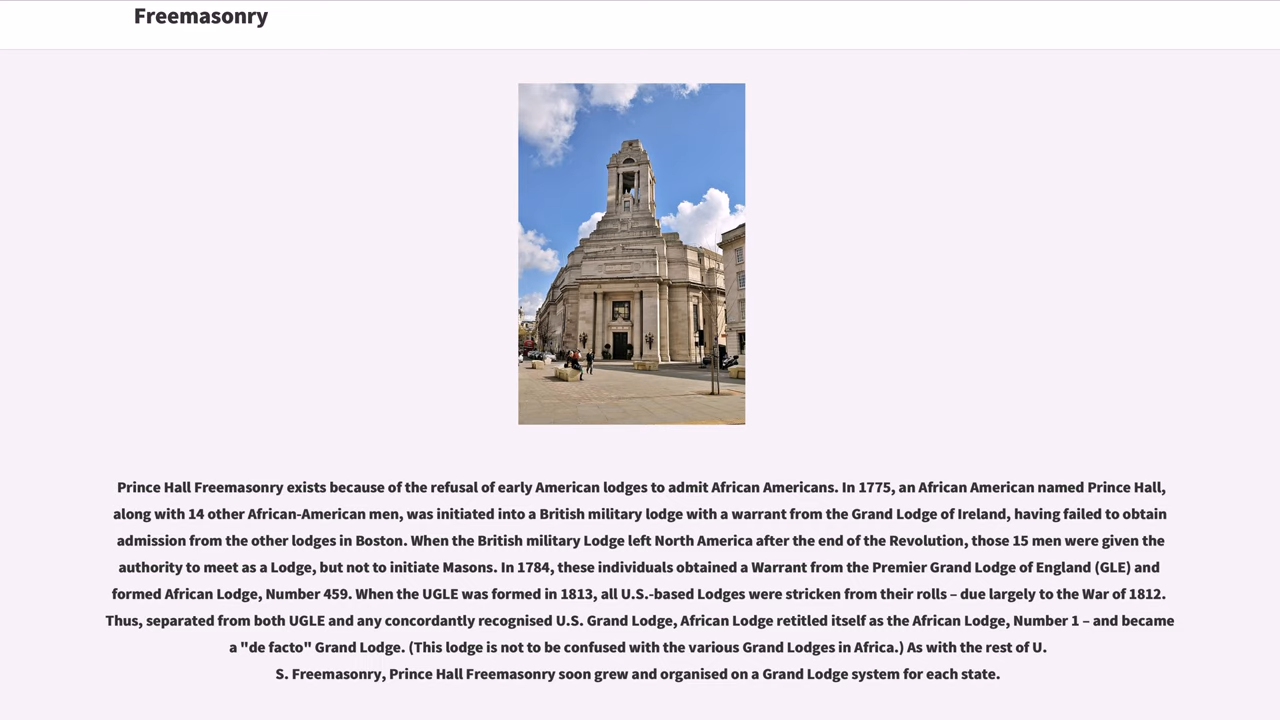 Freemasonry
Prince Hall Freemasonry exists because of the refusal of early American lodges to admit African Americans. In 1775, an African American named Prince Hall,
along with 14 other African-American men, was initiated into a British military lodge with a warrant from the Grand Lodge of Ireland, having failed to obtain
admission from the other lodges in Boston. When the British military Lodge left North America after the end of the Revolution, those 15 men were given the
authority to meet as a Lodge, but not to initiate Masons. In 1784, these individuals obtained a Warrant from the Premier Grand Lodge of England (GLE) and
formed African Lodge, Number 459. When the UGLE was formed in 1813, all U.S.-based Lodges were stricken from their rolls – due largely to the War of 1812.
Thus, separated from both UGLE and any concordantly recognised U.S. Grand Lodge, African Lodge retitled itself as the African Lodge, Number 1 – and became
a "de facto" Grand Lodge. (This lodge is not to be confused with the various Grand Lodges in Africa.) As with the rest of U.
S. Freemasonry, Prince Hall Freemasonry soon grew and organised on a Grand Lodge system for each state.